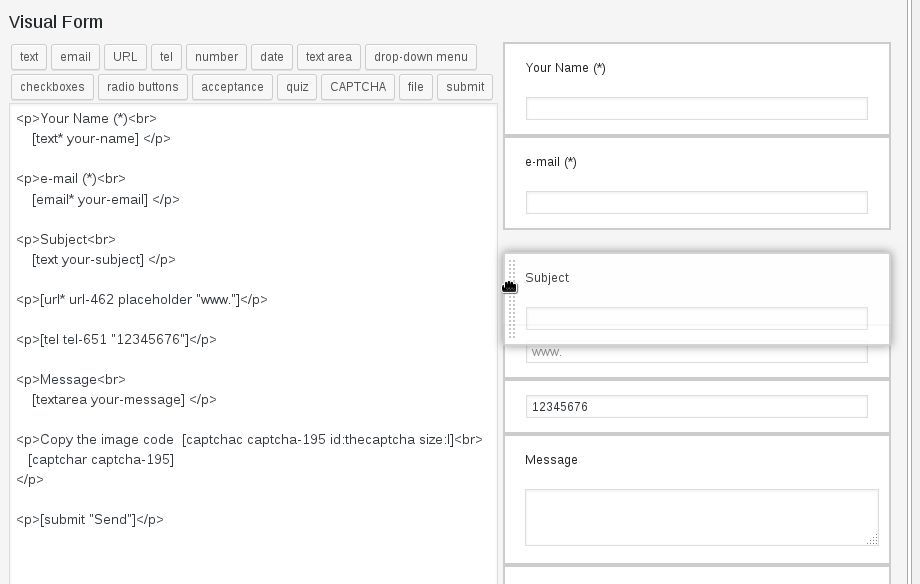 Visual Form
text email URL tel number date text area drop-down menu
checkboxes radio buttons acceptance quiz CAPTCHA file submit
<p>Your Name (*)<br>
[text* your-name] </p>
<p>e-mail (*)<br>
[email* your-email] </p>
<p>Subject<br>
[text your-subject] </p>
<p>[url* url-462 placeholder "www."]</p>
<p>[tel tel-651 "12345676"]</p>
<p>Message<br>
[textarea your-message] </p>
<p>Copy the image code  [captchac captcha-195 id:thecaptcha size:l]<br>
[captchar captcha-195]
</p>
<p>[submit "Send"]</p>
Your Name (*)
e-mail (*)
Subject
www.
12345676
Message